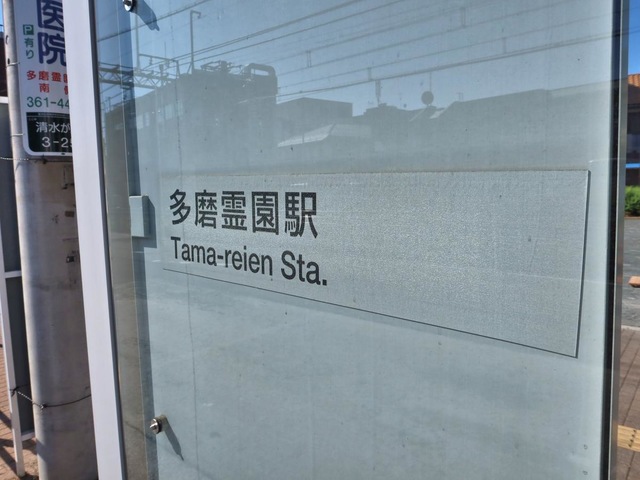 医院
P有り
多磨霊
南
361-44
清水が
3-2
多磨霊園駅
Tama-reien Sta.